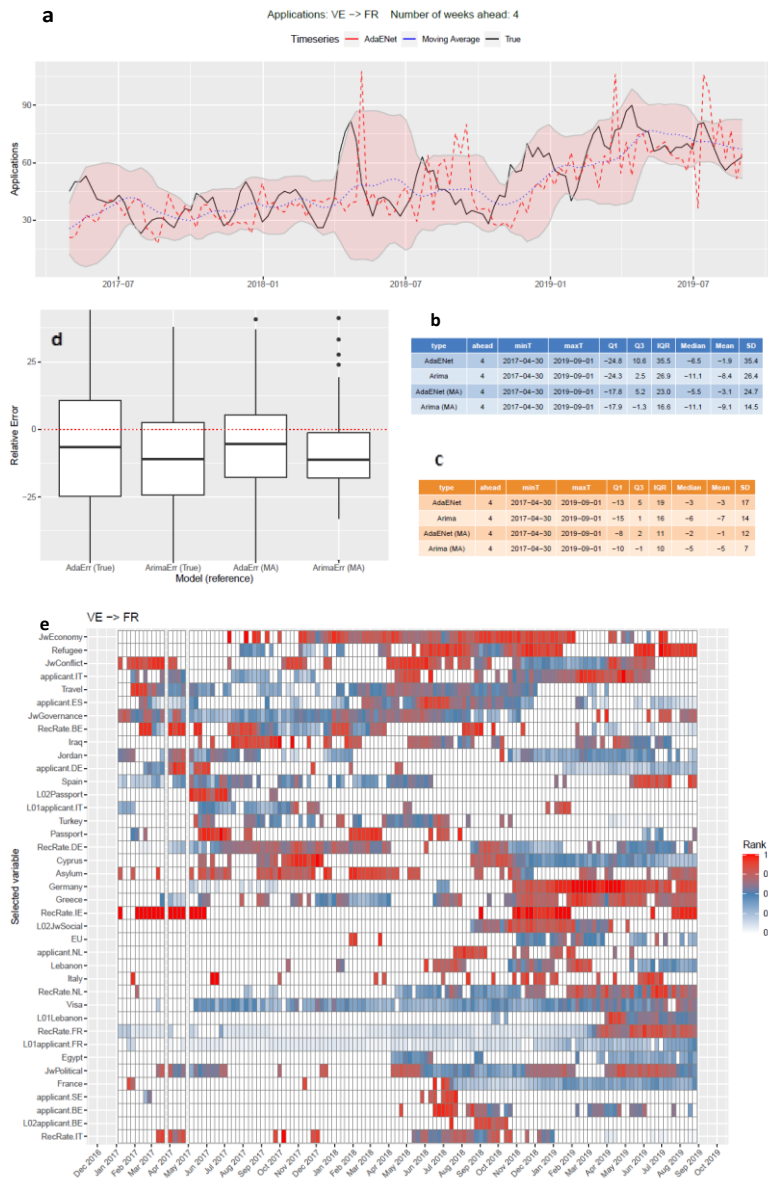 a
Applications: VE −> FR Number of weeks ahead: 4
Timeseries AdaENet Moving Average True
Applications
90
60
30
2017−07 2018−01 2018−07 2019−01 2019−07
d
Relative Error
25
0
−25
AdaErr (True) ArimaErr (True) AdaErr (MA) ArimaErr (MA)
Model (reference)
b
type ahead minT maxT Q1 Q3 IQR Median Mean SD
AdaENet 4 2017−04−30 2019−09−01 −24.8 10.6 35.5 −6.5 −1.9 35.4
Arima 4 2017−04−30 2019−09−01 −24.3 2.5 26.9 −11.1 −8.4 26.4
AdaENet (MA) 4 2017−04−30 2019−09−01 −17.8 5.2 23.0 −5.5 −3.1 24.7
Arima (MA) 4 2017−04−30 2019−09−01 −17.9 −1.3 16.6 −11.1 −9.1 14.5
c
type ahead minT maxT Q1 Q3 IQR Median Mean SD
AdaENet 4 2017−04−30 2019−09−01 −13 5 19 −3 −3 17
Arima 4 2017−04−30 2019−09−01 −15 1 16 −6 −7 14
AdaENet (MA) 4 2017−04−30 2019−09−01 −8 2 11 −2 −1 12
Arima (MA) 4 2017−04−30 2019−09−01 −10 −1 10 −5 −5 7
e
VE −> FR
Selected variable
JwEconomy
Refugee
JwConflict
applicant.IT
Travel
applicant.ES
JwGovernance
RecRate.BE
Iraq
Jordan
applicant.DE
Spain
L02Passport
L01applicant.IT
Turkey
Passport
RecRate.DE
Cyprus
Asylum
Germany
Greece
RecRate.IE
L02JwSocial
EU
applicant.NL
Lebanon
Italy
RecRate.NL
Visa
L01Lebanon
RecRate.FR
L01applicant.FR
Egypt
JwPolitical
France
applicant.SE
applicant.BE
L02applicant.BE
RecRate.IT
Rank
1
0
0
0
0
Dec 2016 Jan 2017 Feb 2017 Mar 2017 Apr 2017 May 2017 Jun 2017 Jul 2017 Aug 2017 Sep 2017 Oct 2017 Nov 2017 Dec 2017 Jan 2018 Feb 2018 Mar 2018 Apr 2018 May 2018 Jun 2018 Jul 2018 Aug 2018 Sep 2018 Oct 2018 Nov 2018 Dec 2018 Jan 2019 Feb 2019 Mar 2019 Apr 2019 May 2019 Jun 2019 Jul 2019 Aug 2019 Sep 2019 Oct 2019